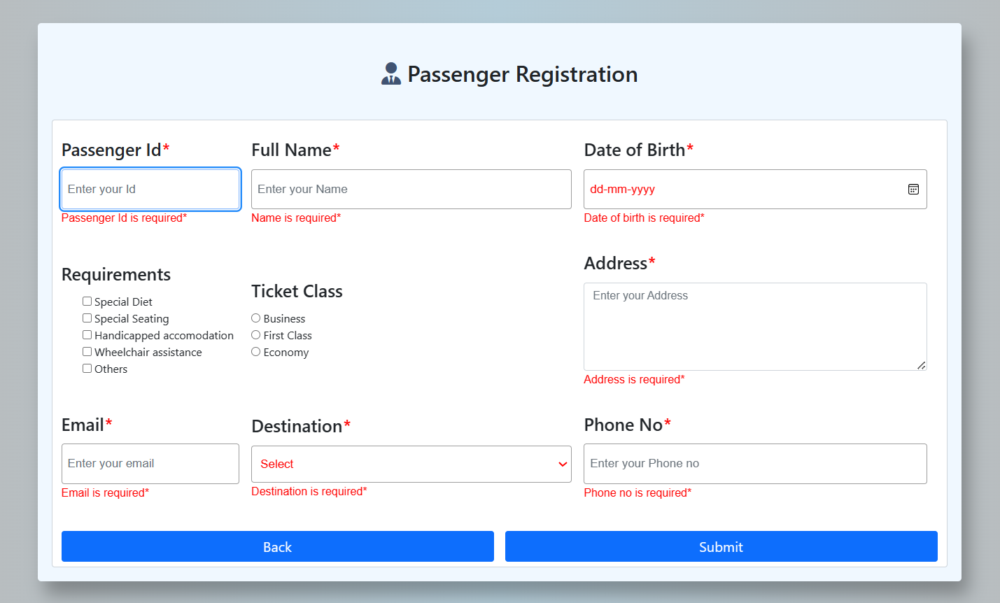 Passenger Registration
Passenger Id* Full Name* Date of Birth*
Enter your Id Enter your Name dd-mm-yyyy
Passenger Id is required* Name is required* Date of birth is required*
Requirements
Special Diet
Special Seating
Handicapped accomodation
Wheelchair assistance
Others
Ticket Class
Business
First Class
Economy
Address*
Enter your Address
Address is required*
Email* Destination* Phone No*
Enter your email Select Enter your Phone no
Email is required* Destination is required* Phone no is required*
Back Submit